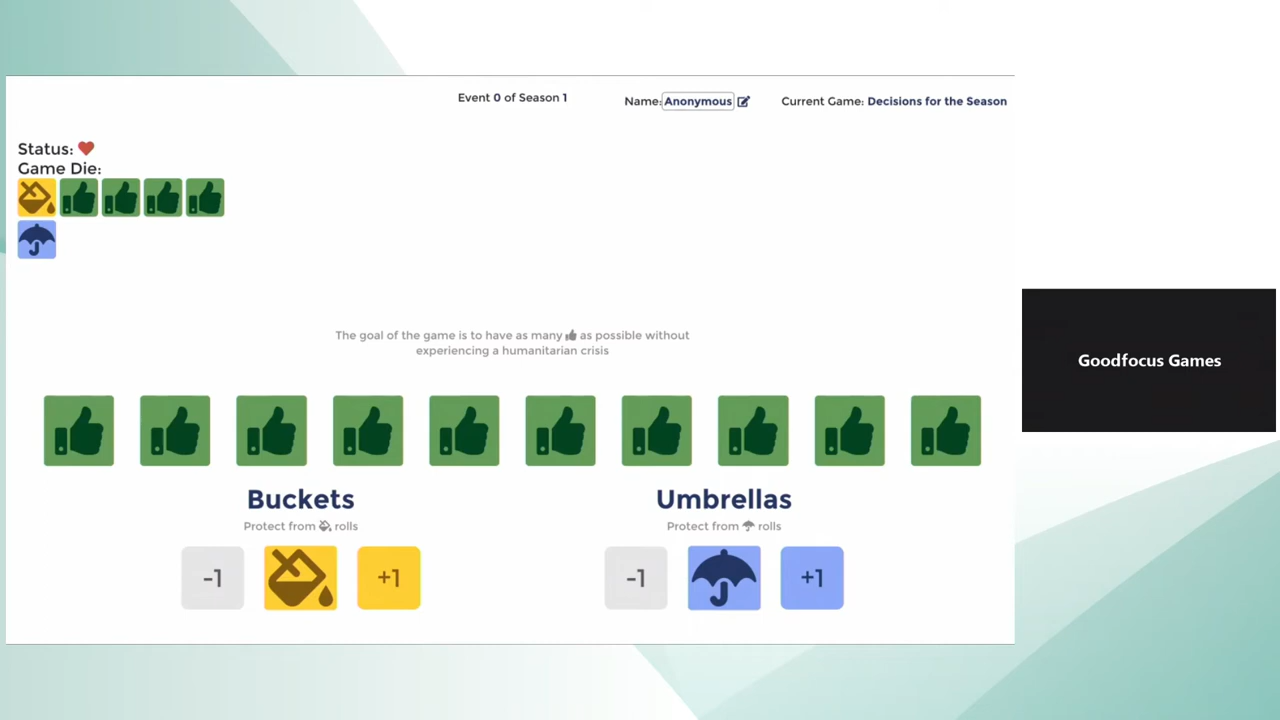 Event 0 of Season 1
Name: Anonymous
Current Game: Decisions for the Season
Status:
Game Die:
The goal of the game is to have as many as possible without
experiencing a humanitarian crisis
Goodfocus Games
Buckets
Umbrellas
Protect from rolls
Protect from rolls
-1
+1
-1
+1